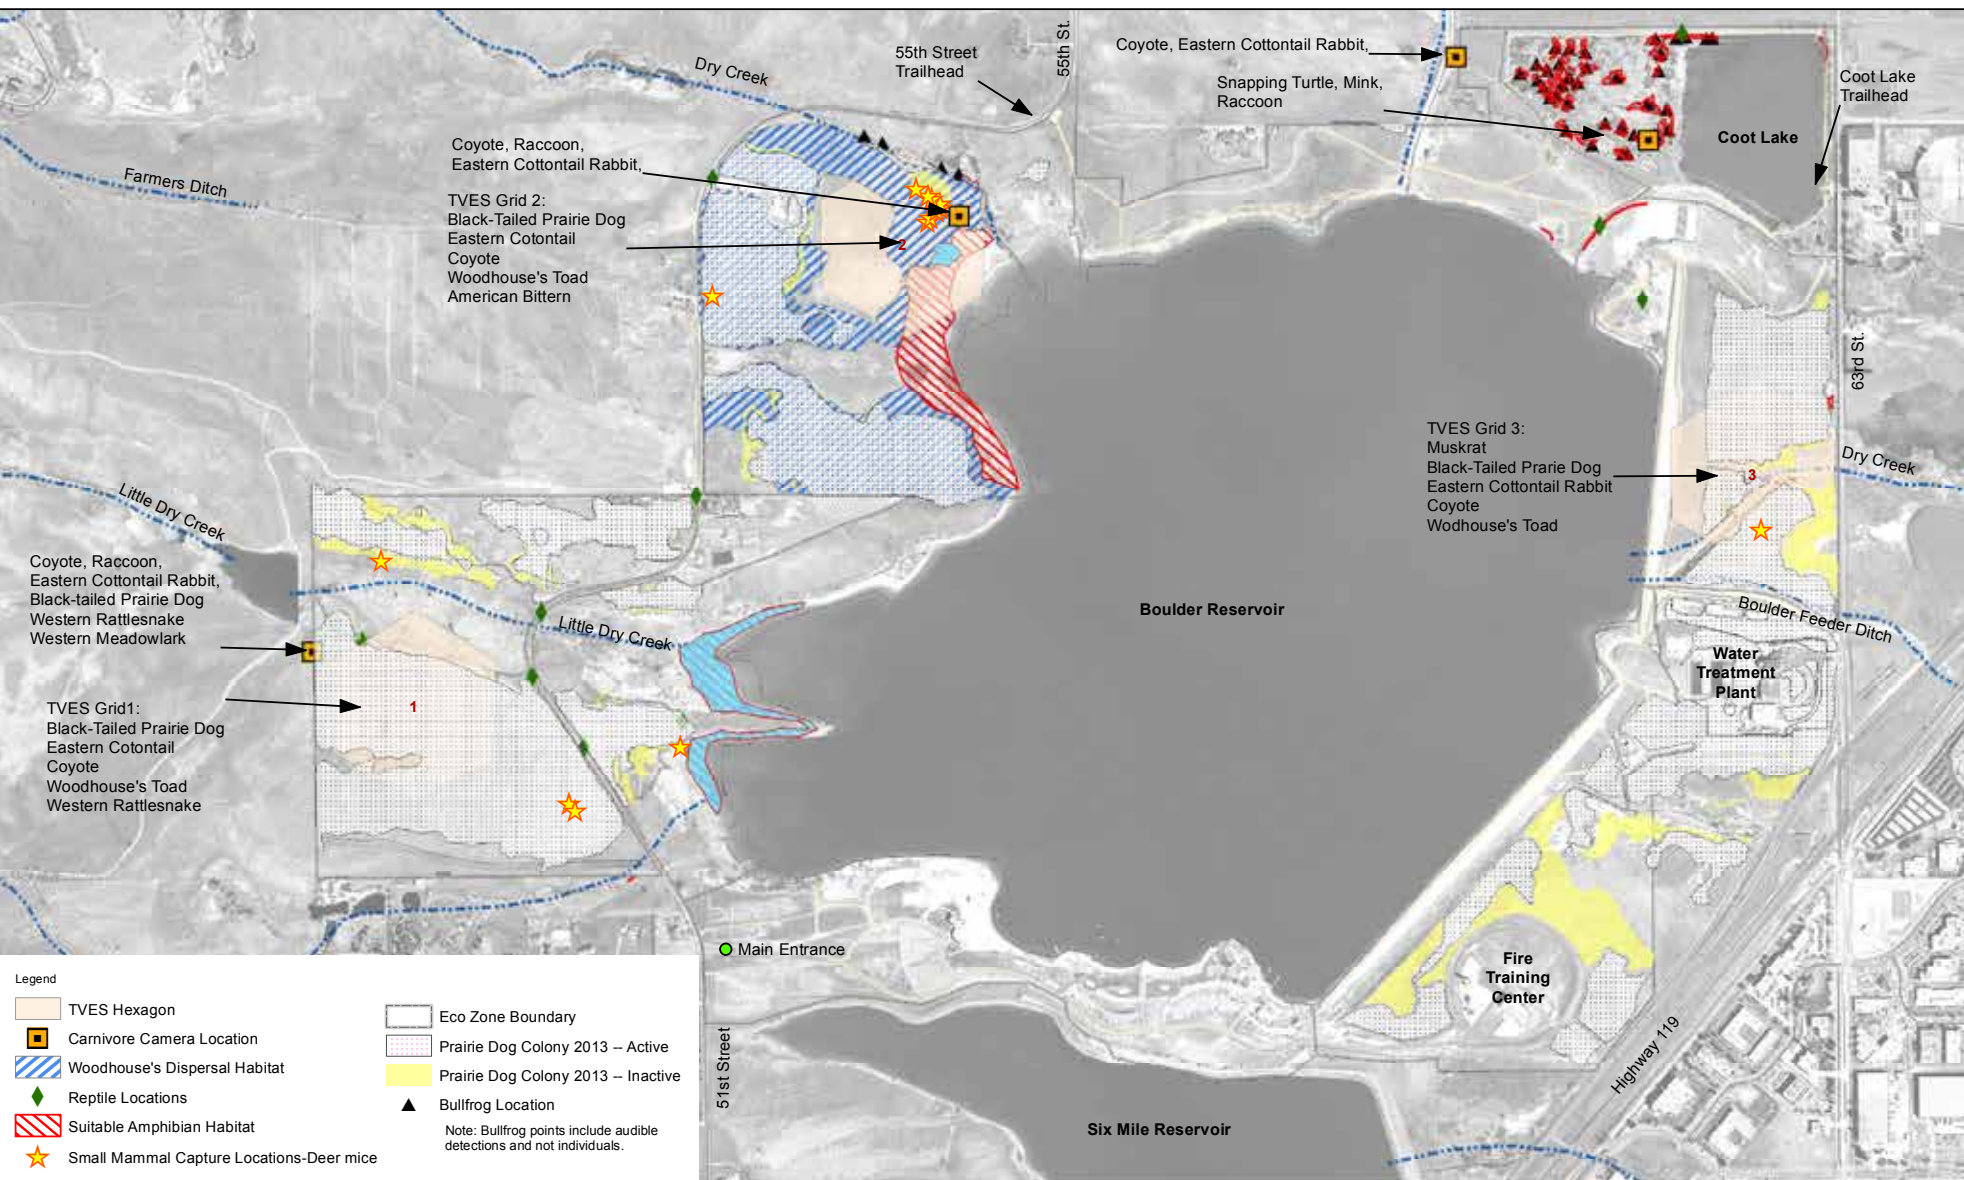 Dry Creek
55th Street
Trailhead
55th St.
Coyote, Eastern Cottontail Rabbit,
Snapping Turtle, Mink,
Raccoon
Coot Lake
Trailhead
Coot Lake
Coyote, Raccoon,
Eastern Cottontail Rabbit,
Farmers Ditch
TVES Grid 2:
Black-Tailed Prairie Dog
Eastern Cotontail
Coyote
Woodhouse's Toad
American Bittern
2
63rd St.
TVES Grid 3:
Muskrat
Black-Tailed Prarie Dog
Eastern Cottontail Rabbit
Coyote
Wodhouse's Toad
3
Dry Creek
Little Dry Creek
Coyote, Raccoon,
Eastern Cottontail Rabbit,
Black-tailed Prairie Dog
Western Rattlesnake
Western Meadowlark
Little Dry Creek
Boulder Reservoir
Boulder Feeder Ditch
Water
Treatment
Plant
TVES Grid1:
Black-Tailed Prairie Dog
Eastern Cotontail
Coyote
Woodhouse's Toad
Western Rattlesnake
1
Main Entrance
Fire
Training
Center
Highway 119
51st Street
Six Mile Reservoir
Legend
TVES Hexagon
Carnivore Camera Location
Woodhouse's Dispersal Habitat
Reptile Locations
Suitable Amphibian Habitat
Small Mammal Capture Locations-Deer mice
Eco Zone Boundary
Prairie Dog Colony 2013 -- Active
Prairie Dog Colony 2013 -- Inactive
Bullfrog Location
Note: Bullfrog points include audible
detections and not individuals.